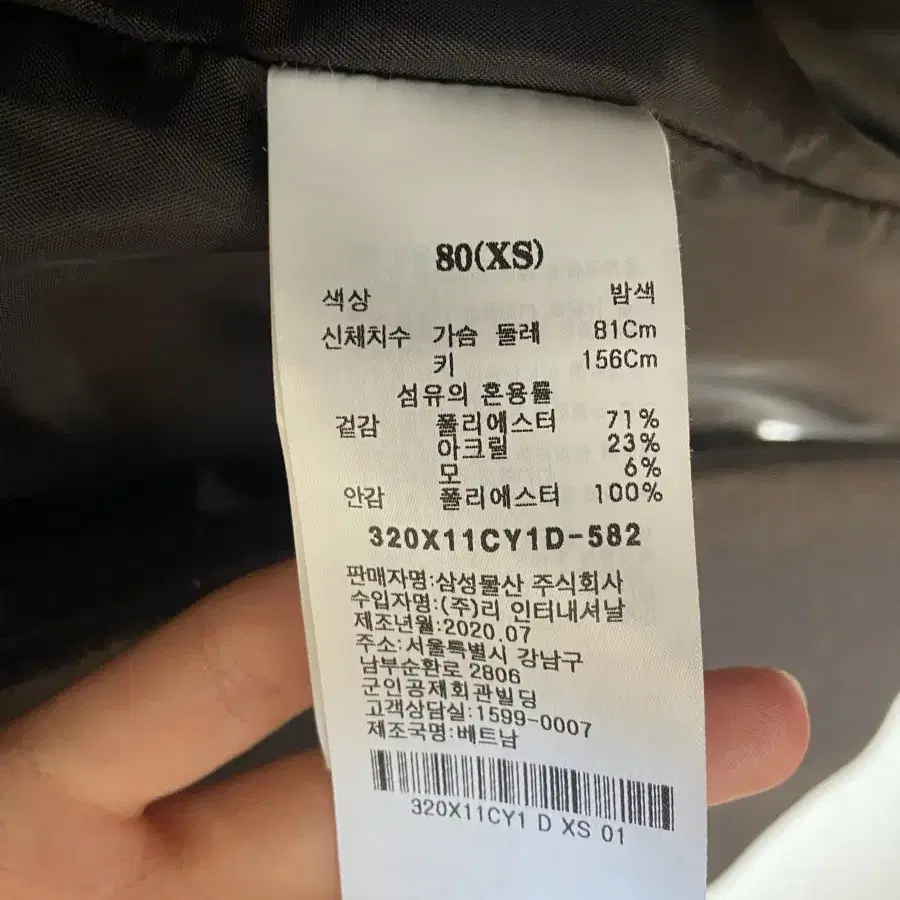 80(XS)
색상 밤색
신체치수 가슴 둘레 81Cm
키 156Cm
섬유의 혼용률
겉감 폴리에스터 71%
아크릴 23%
모 6%
안감 폴리에스터 100%
320X11CY1D-582
판매자명:삼성물산 주식회사
수입자명:(주)리 인터내셔날
제조년월:2020.07
주소:서울특별시 강남구
남부순환로 2806
군인공제회관빌딩
고객상담실:1599-0007
제조국명:베트남
320X11CY1 D XS 01